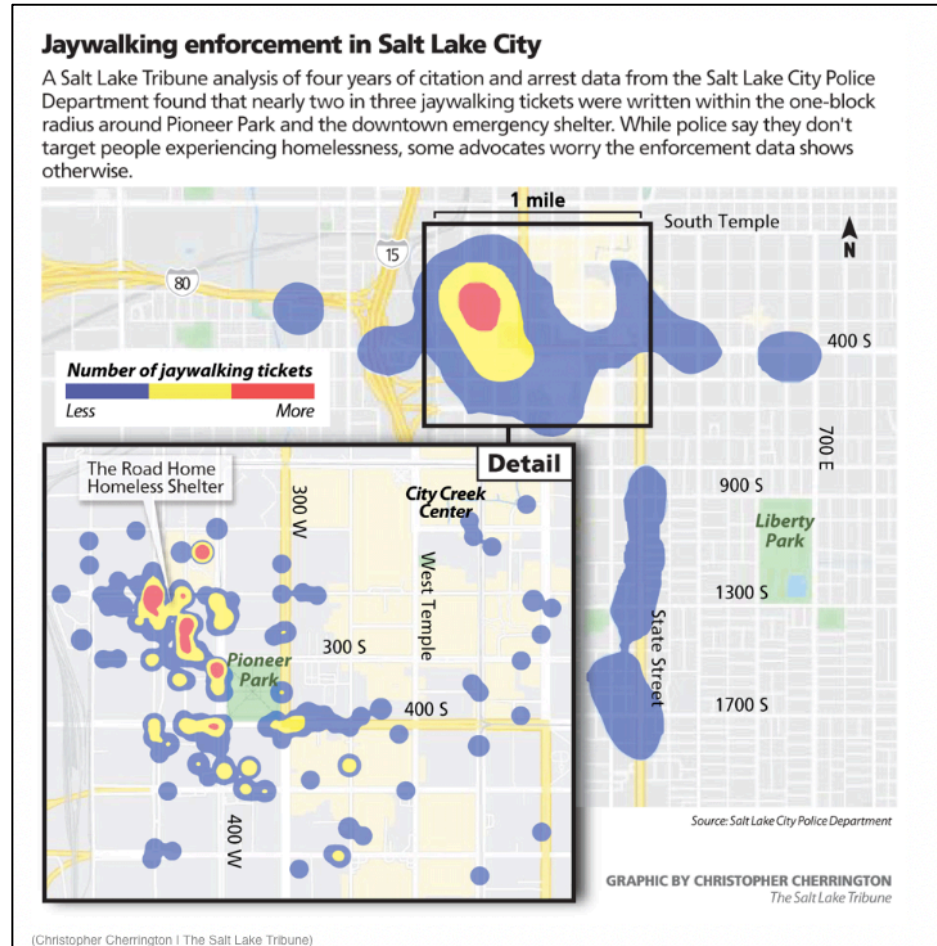 Jaywalking enforcement in Salt Lake City
A Salt Lake Tribune analysis of four years of citation and arrest data from the Salt Lake City Police
Department found that nearly two in three jaywalking tickets were written within the one-block
radius around Pioneer Park and the downtown emergency shelter. While police say they don't
target people experiencing homelessness, some advocates worry the enforcement data shows
otherwise.
1 mile
South Temple
N
15
80
400 S
Number of jaywalking tickets
Less
More
700 E
Detail
The Road Home
Homeless Shelter
300 W
City Creek
Center
West Temple
900 S
Liberty
Park
1300 S
State Street
300 S
Pioneer
Park
400 S
1700 S
400 W
Source: Salt Lake City Police Department
GRAPHIC BY CHRISTOPHER CHERRINGTON
The Salt Lake Tribune
(Christopher Cherrington | The Salt Lake Tribune)